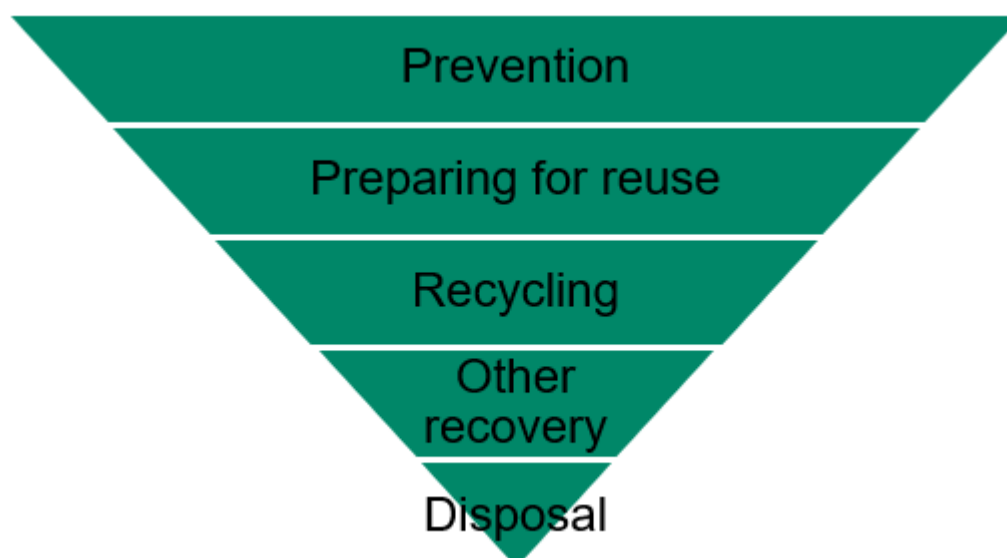 Prevention
Preparing for reuse
Recycling
Other
recovery
Disposal